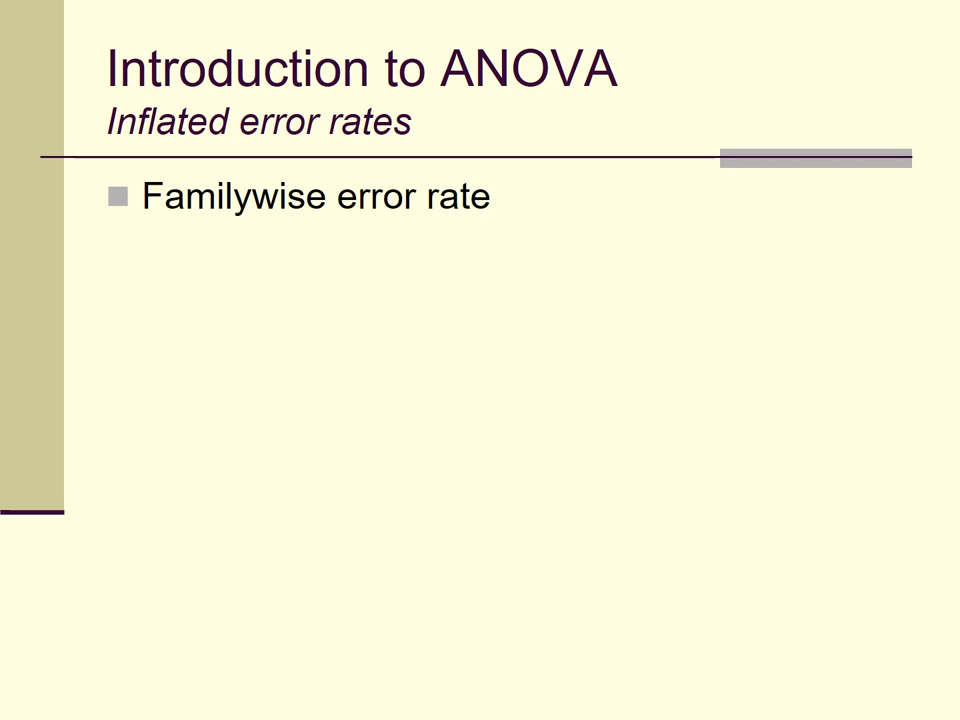 Introduction to ANOVA
Inflated error rates
Familywise error rate